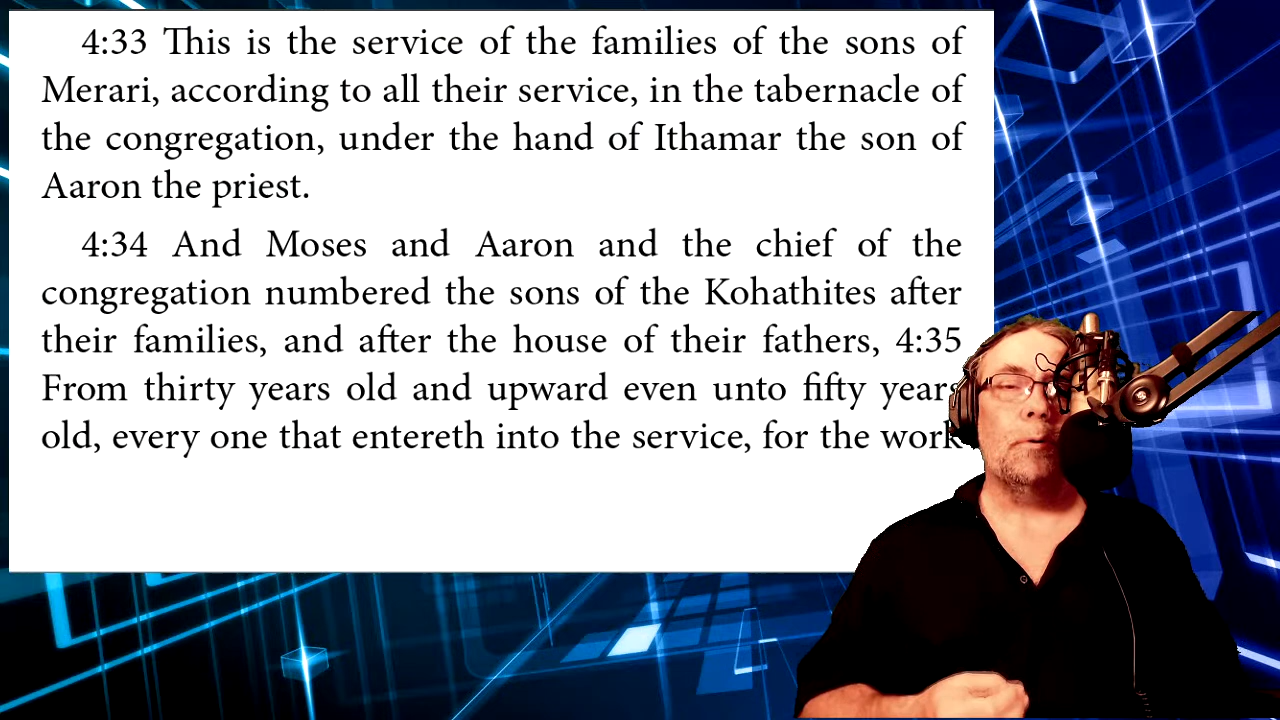 4:33 This is the service of the families of the sons of
Merari, according to all their service, in the tabernacle of
the congregation, under the hand of Ithamar the son of
Aaron the priest.
4:34 And Moses and Aaron and the chief of the
congregation numbered the sons of the Kohathites after
their families, and after the house of their fathers, 4:35
From thirty years old and upward even unto fifty years
old, every one that entereth into the service, for the work